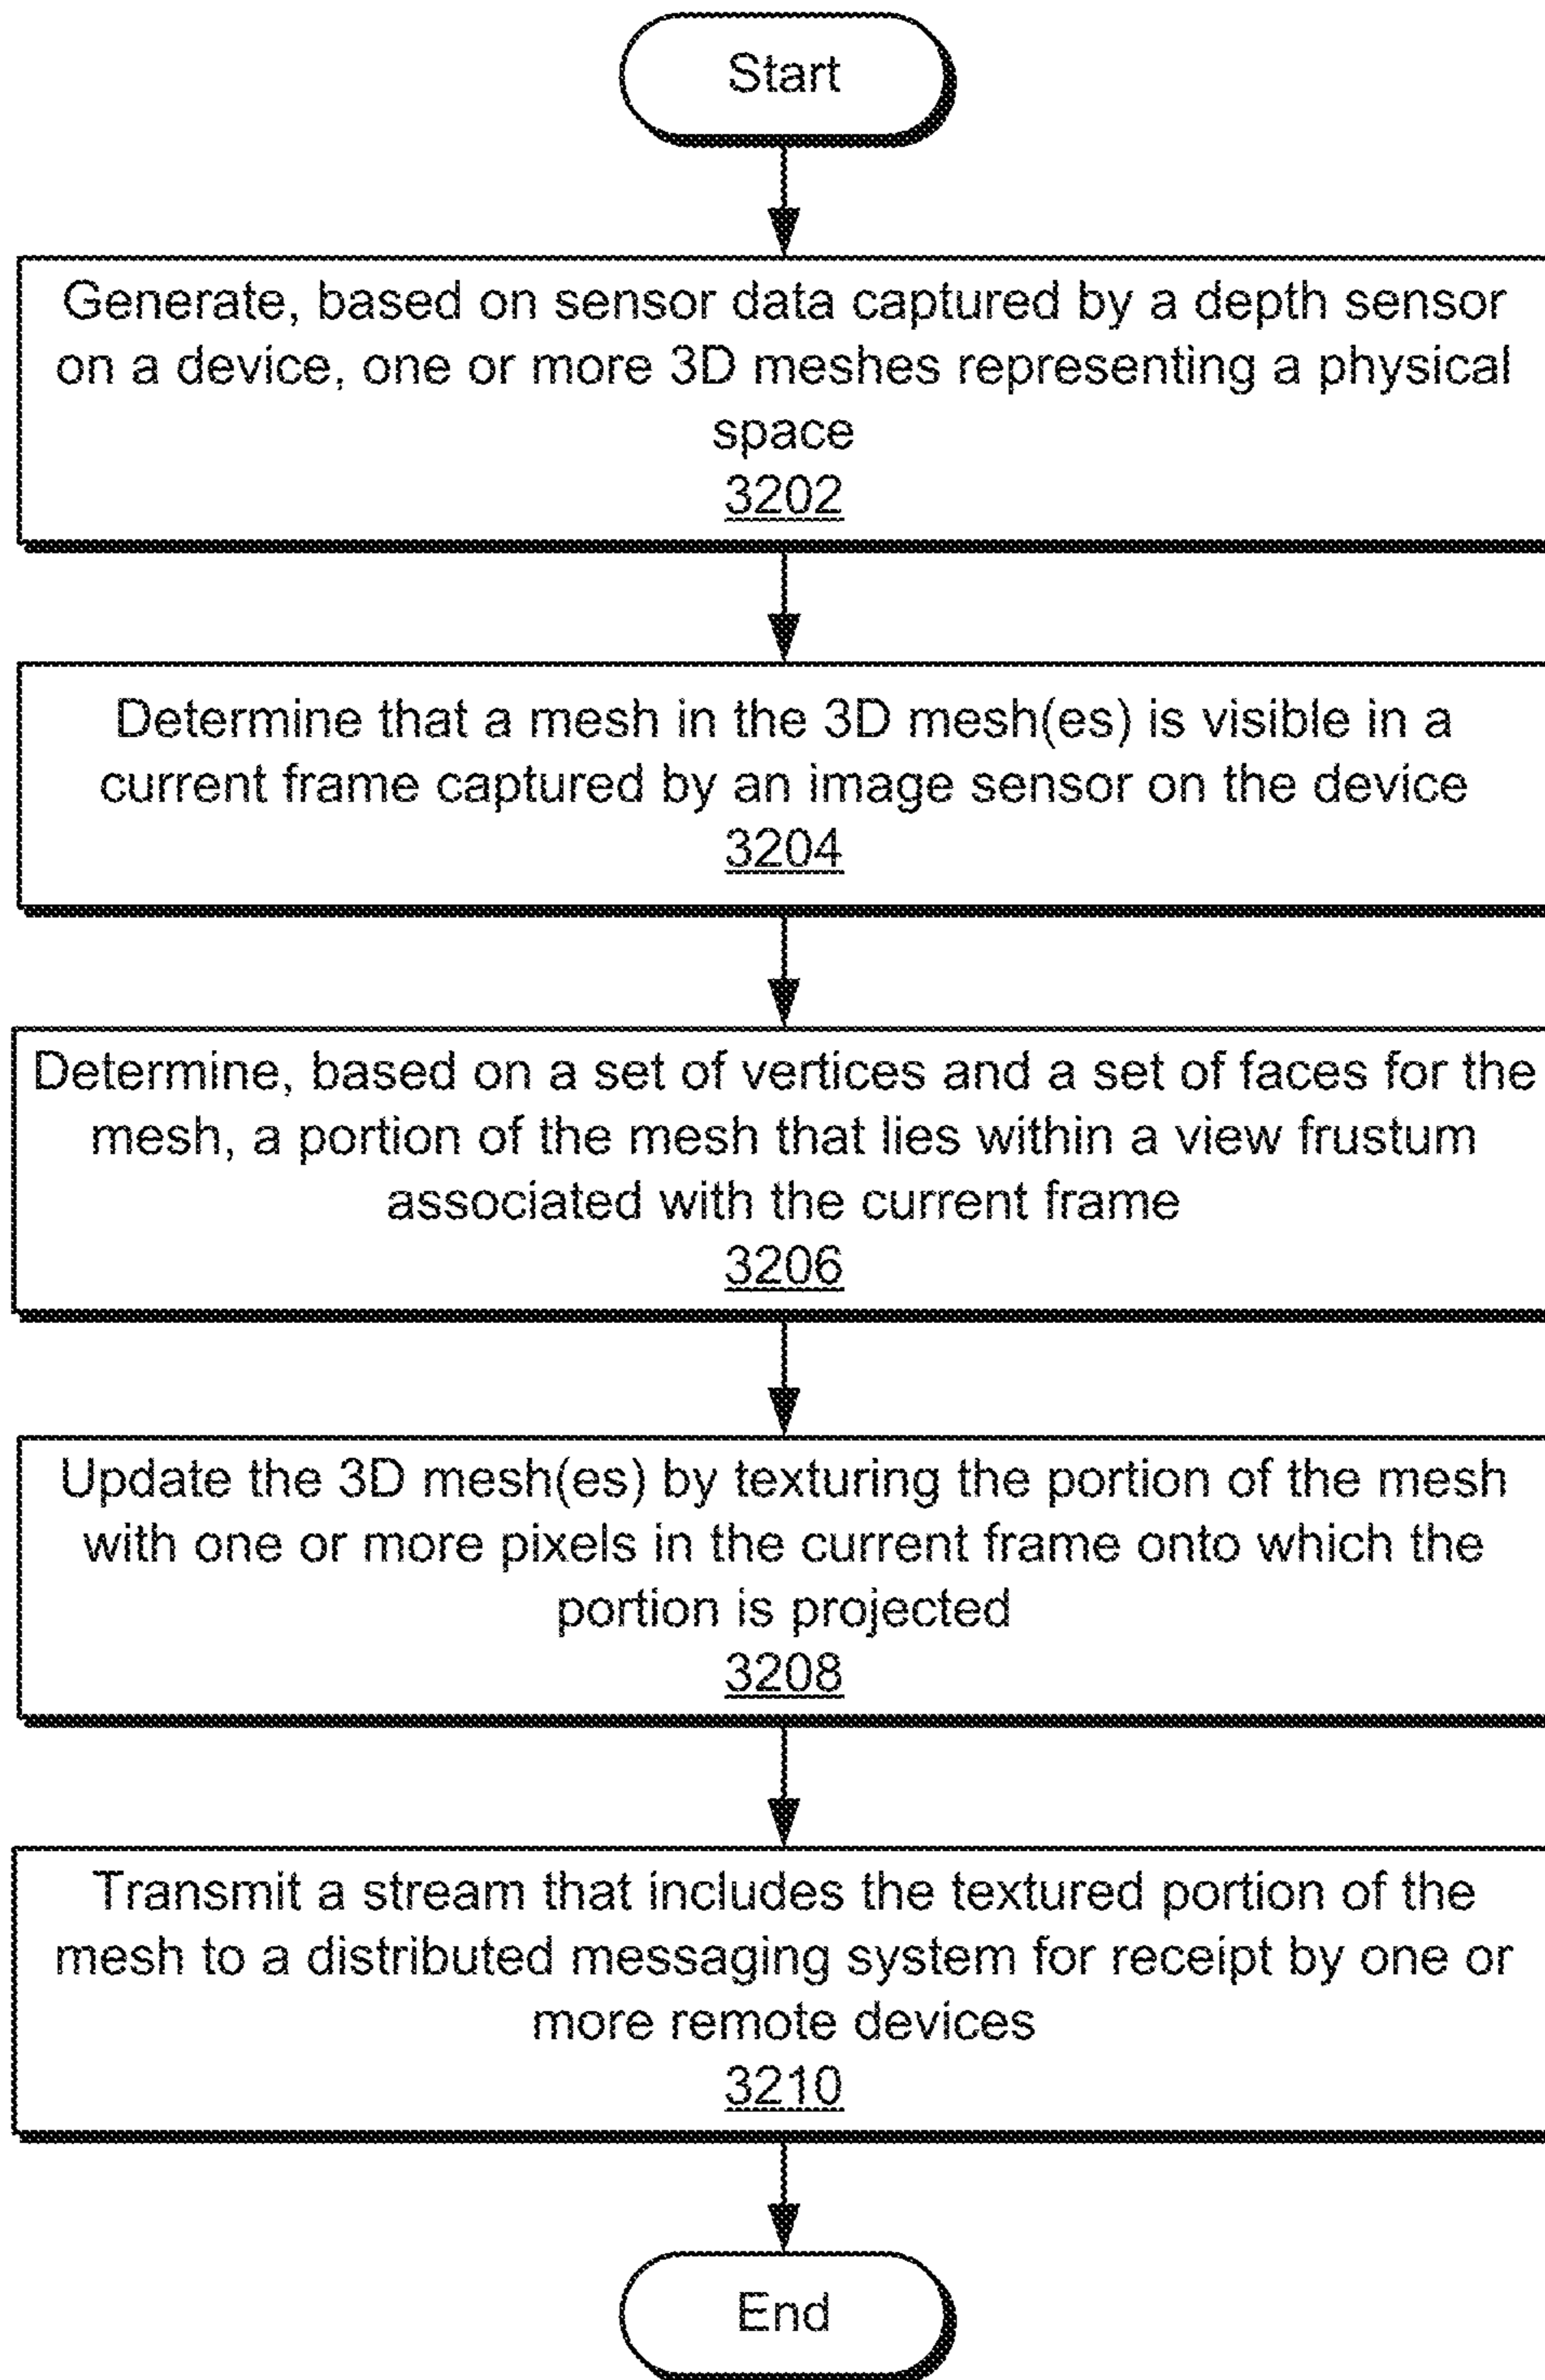 Start
Generate, based on sensor data captured by a depth sensor
on a device, one or more 3D meshes representing a physical
space
3202
Determine that a mesh in the 3D mesh(es) is visible in a
current frame captured by an image sensor on the device
3204
Determine, based on a set of vertices and a set of faces for the
mesh, a portion of the mesh that lies within a view frustum
associated with the current frame
3206
Update the 3D mesh(es) by texturing the portion of the mesh
with one or more pixels in the current frame onto which the
portion is projected
3208
Transmit a stream that includes the textured portion of the
mesh to a distributed messaging system for receipt by one or
more remote devices
3210
End